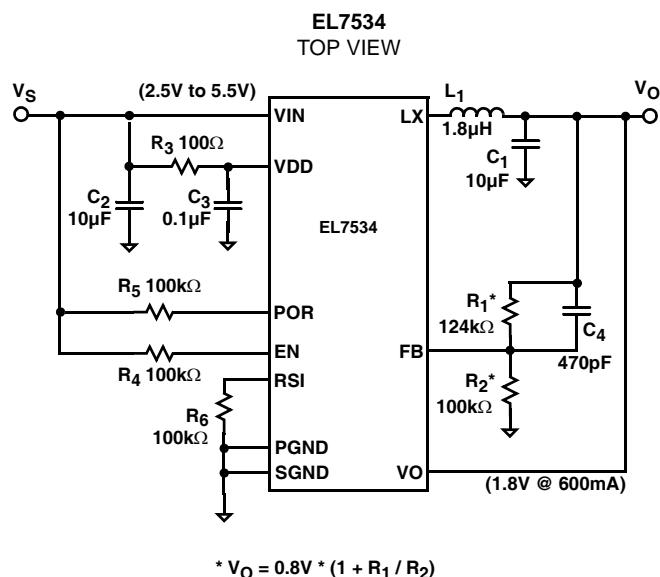 EL7534
TOP VIEW
VS
(2.5V to 5.5V)
VIN
LX
L1
1.8µH
VO
R3 100Ω
VDD
C1
10µF
C2
10µF
C3
0.1µF
EL7534
R5 100kΩ
POR
R1*
124kΩ
C4
470pF
R4 100kΩ
EN
FB
RSI
R2*
100kΩ
R6
100kΩ
PGND
SGND
VO
(1.8V @ 600mA)
* VO = 0.8V * (1 + R1 / R2)